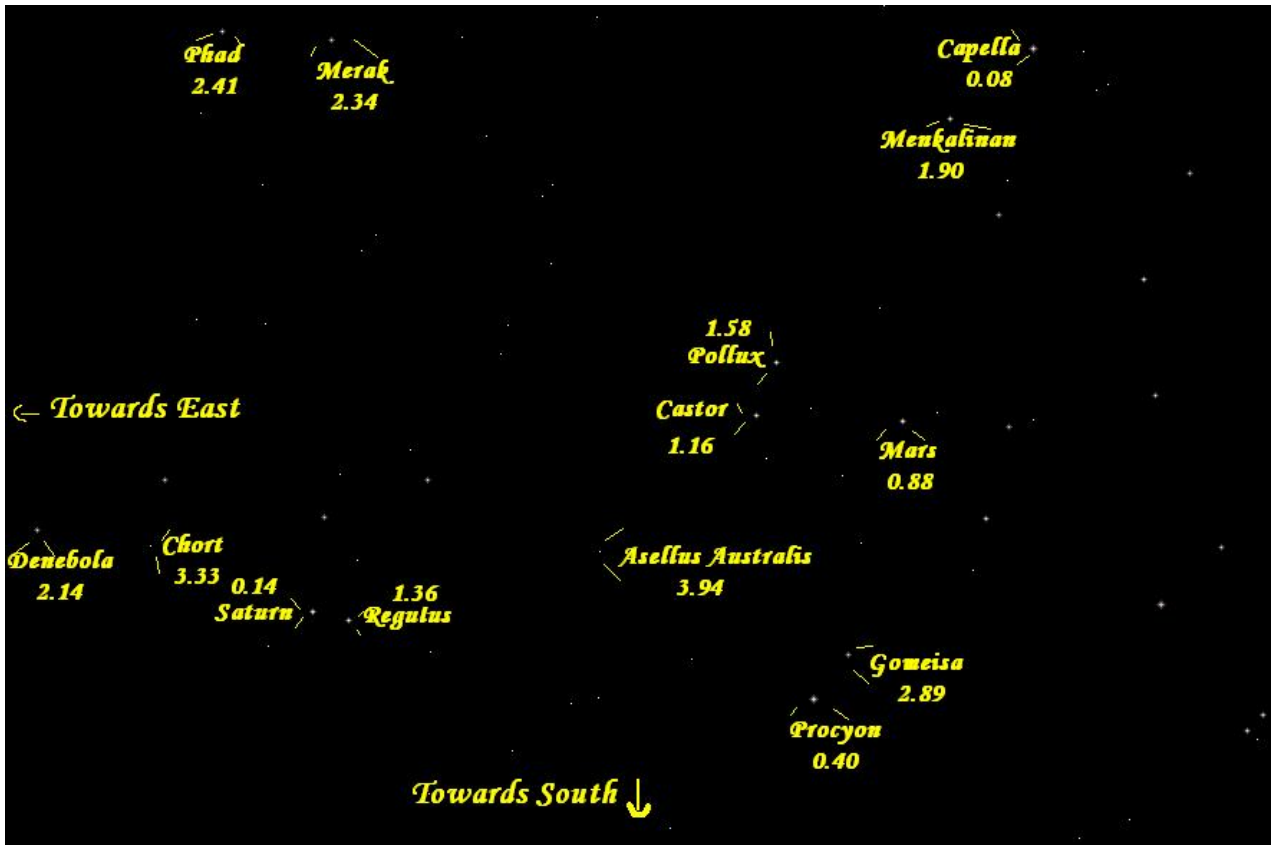 Phad
2.41
Merak
2.34
Capella
0.08
Menkalinan
1.90
1.58
Pollux
Castor
1.16
Towards East
Mars
0.88
Denebola
2.14
Chort
3.33
0.14
Saturn
1.36
Regulus
Asellus Australis
3.94
Gomeisa
2.89
Procyon
0.40
Towards South